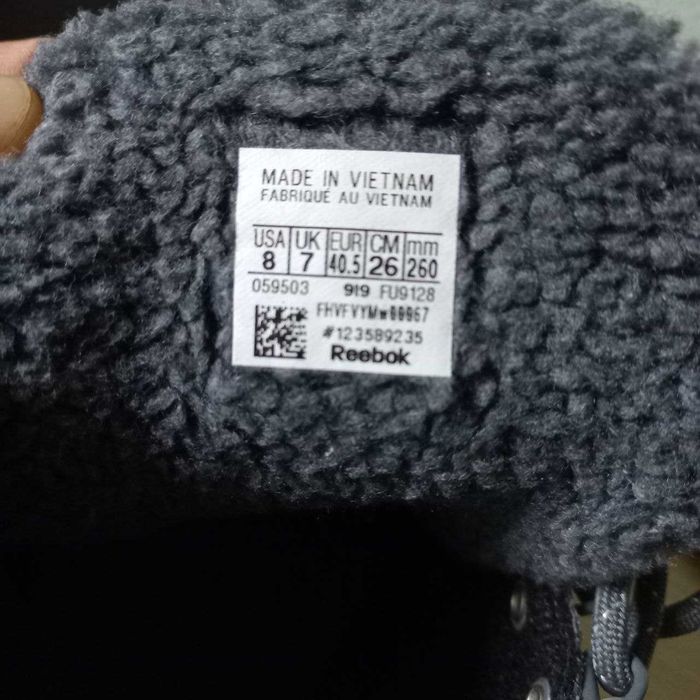 MADE IN VIETNAM
FABRIQUÉ AU VIETNAM
USA UK EUR CM mm
8 7 40.5 26 260
059503 919 FU9128
#123589235
Reebok